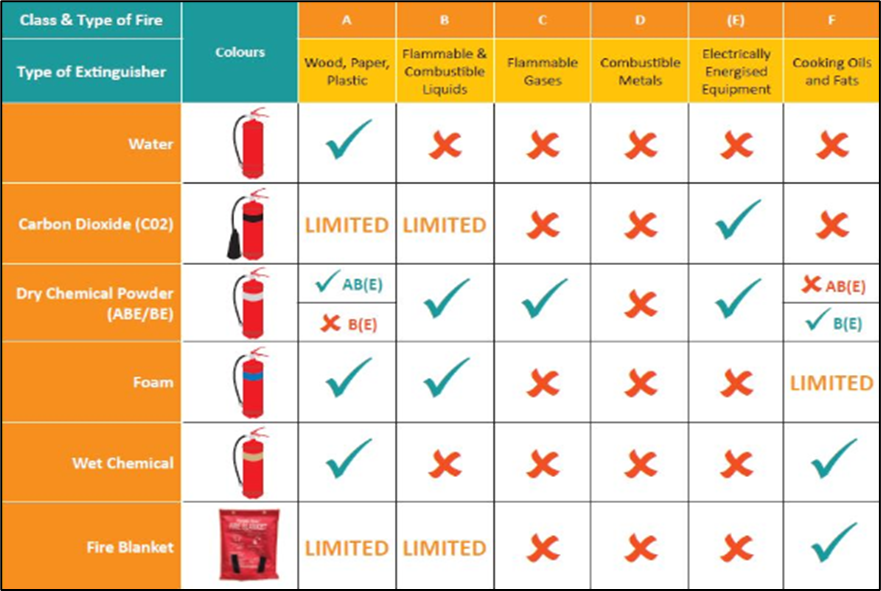 Class & Type of Fire
Colours
A
B
C
D
(E)
F
Type of Extinguisher
Wood, Paper,
Plastic
Flammable &
Combustible
Liquids
Flammable
Gases
Combustible
Metals
Electrically
Energised
Equipment
Cooking Oils
and Fats
Water
Carbon Dioxide (C02)
LIMITED
LIMITED
Dry Chemical Powder
(ABE/BE)
AB(E)
B(E)
AB(E)
B(E)
Foam
LIMITED
Wet Chemical
Fire Blanket
FIRE BLANKET
LIMITED
LIMITED